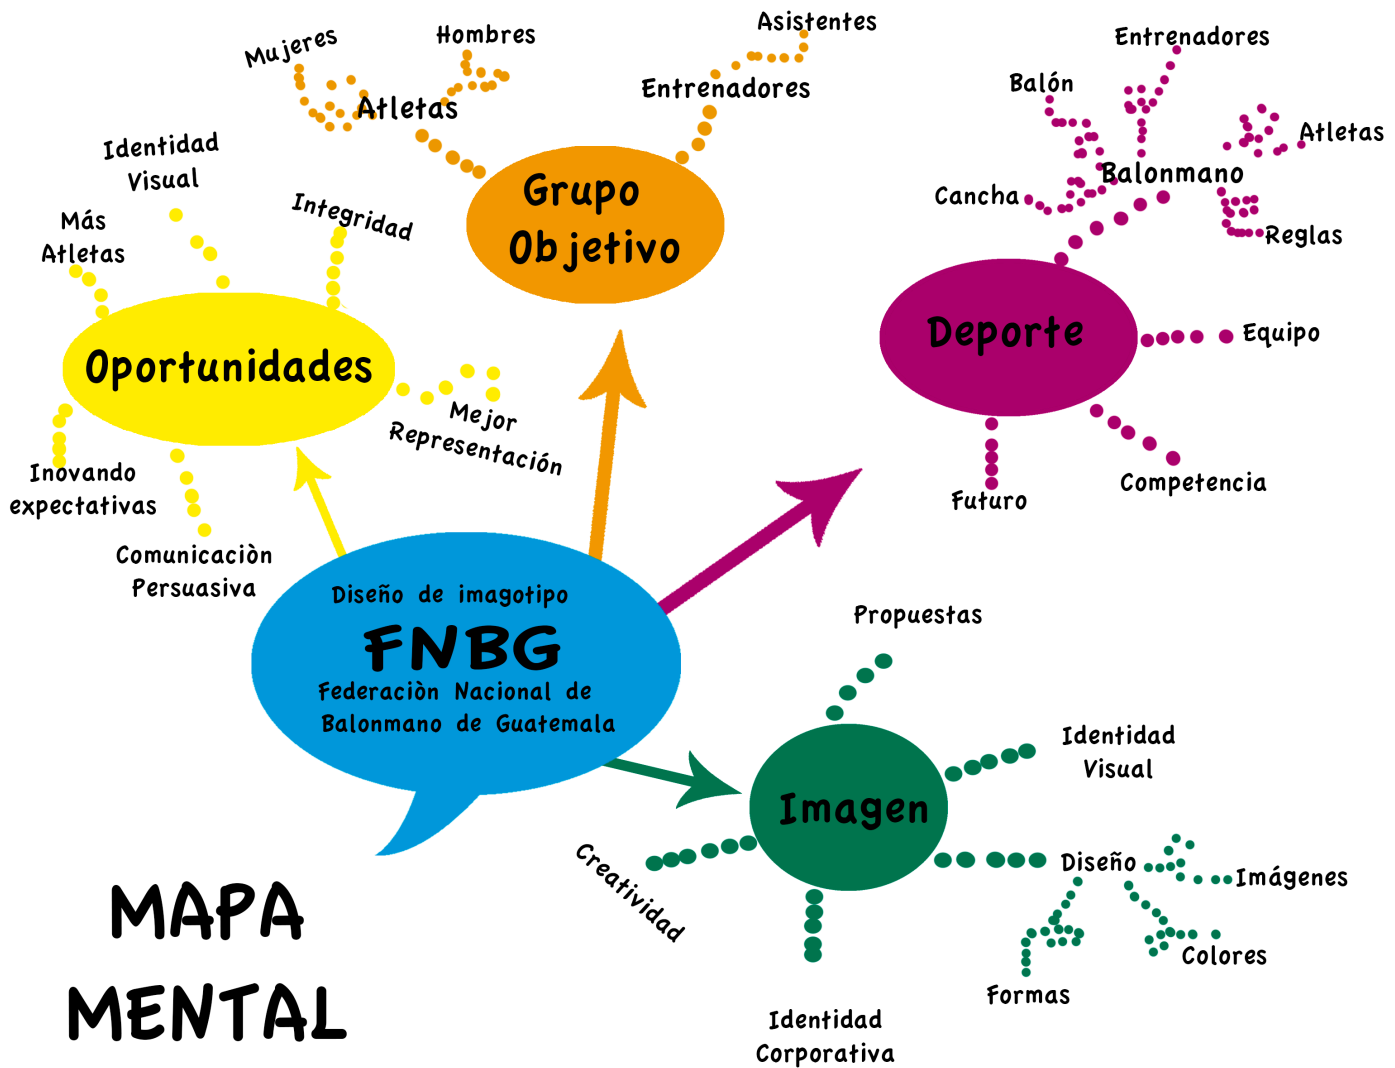 Asistentes
Hombres
Mujeres
Entrenadores
Atletas
Entrenadores
Balón
Atletas
Balonmano
Cancha
Reglas
Identidad
Visual
Integridad
Más
Atletas
Grupo
Objetivo
Deporte
Equipo
Competencia
Futuro
Oportunidades
Mejor
Representación
Inovando
expectativas
Comunicaciòn
Persuasiva
Diseño de imagotipo
FNBG
Federaciòn Nacional de
Balonmano de Guatemala
Propuestas
Identidad
Visual
Imagen
Creatividad
Diseño
Imágenes
Colores
Formas
Identidad
Corporativa
MAPA
MENTAL